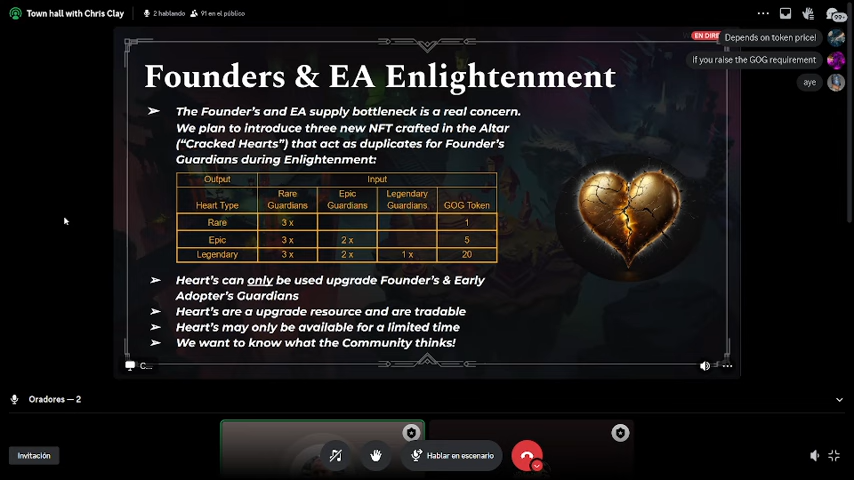 Town hall with Chris Clay
2 hablando
91 en el público
99+
EN DIRE
Depends on token price!
if you raise the GOG requirement
aye
Founders & EA Enlightenment
The Founder's and EA supply bottleneck is a real concern.
We plan to introduce three new NFT crafted in the Altar
("Cracked Hearts") that act as duplicates for Founder's
Guardians during Enlightenment:
Output Input
Heart Type Rare Guardians Epic Guardians Legendary Guardians GOG Token
Rare 3 x 1
Epic 3 x 2 x 5
Legendary 3 x 2 x 1 x 20
Heart's can only be used upgrade Founder's & Early
Adopter's Guardians
Heart's are a upgrade resource and are tradable
Heart's may only be available for a limited time
We want to know what the Community thinks!
C...
Oradores — 2
Invitación
Hablar en escenario